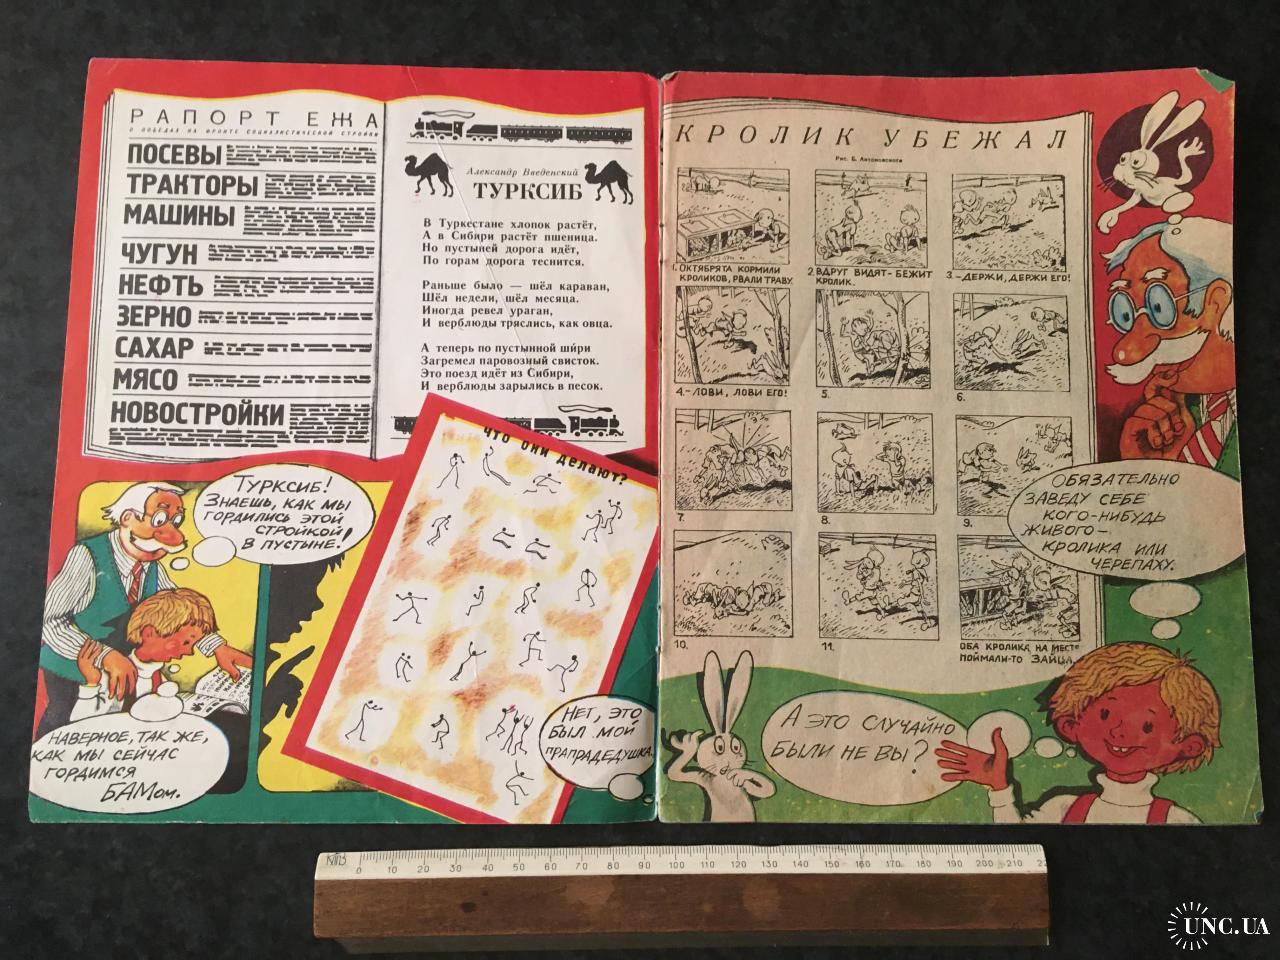 РАПОРТ ЕЖА
О ПОБЕДАХ НА ФРОНТЕ СОЦИАЛИСТИЧЕСКОЙ СТРОЙКИ
ПОСЕВЫ
ТРАКТОРЫ
МАШИНЫ
ЧУГУН
НЕФТЬ
ЗЕРНО
САХАР
МЯСО
НОВОСТРОЙКИ
Александр Введенский
ТУРКСИБ
В Туркестане хлопок растёт,
А в Сибири растёт пшеница.
Но пустыней дорога идёт,
По горам дорога теснится.
Раньше было — шёл караван,
Шёл недели, шёл месяца.
Иногда ревел ураган,
И верблюды тряслись, как овца.
А теперь по пустынной шири
Загремел паровозный свисток.
Это поезд идёт из Сибири,
И верблюды зарылись в песок.
ТУРКСИБ!
ЗНАЕШЬ, КАК МЫ
ГОРДИЛИСЬ ЭТОЙ
СТРОЙКОЙ
В ПУСТЫНЕ!
НАВЕРНОЕ, ТАК ЖЕ,
КАК МЫ СЕЙЧАС
ГОРДИМСЯ
БАМом.
ЧТО ОНИ ДЕЛАЮТ?
НЕТ, ЭТО
БЫЛ МОЙ
ПРАПРАДЕДУШКА.
КРОЛИК УБЕЖАЛ
Рис. Б. Антоновского
1. ОКТЯБРЯТА КОРМИЛИ
КРОЛИКОВ, РВАЛИ ТРАВУ.
2. ВДРУГ ВИДЯТ - БЕЖИТ
КРОЛИК.
3. - ДЕРЖИ, ДЕРЖИ ЕГО!
4. - ЛОВИ, ЛОВИ ЕГО!
5.
6.
7.
8.
9.
10.
11.
ОБА КРОЛИКА НА МЕСТЕ
ПОЙМАЛИ-ТО ЗАЙЦА.
ОБЯЗАТЕЛЬНО
ЗАВЕДУ СЕБЕ
КОГО-НИБУДЬ
ЖИВОГО -
КРОЛИКА ИЛИ
ЧЕРЕПАХУ.
А ЭТО СЛУЧАЙНО
БЫЛИ НЕ ВЫ?
0 10 20 30 40 50 60 70 80 90 100 110 120 130 140 150 160 170 180 190 200 210
UNC.UA